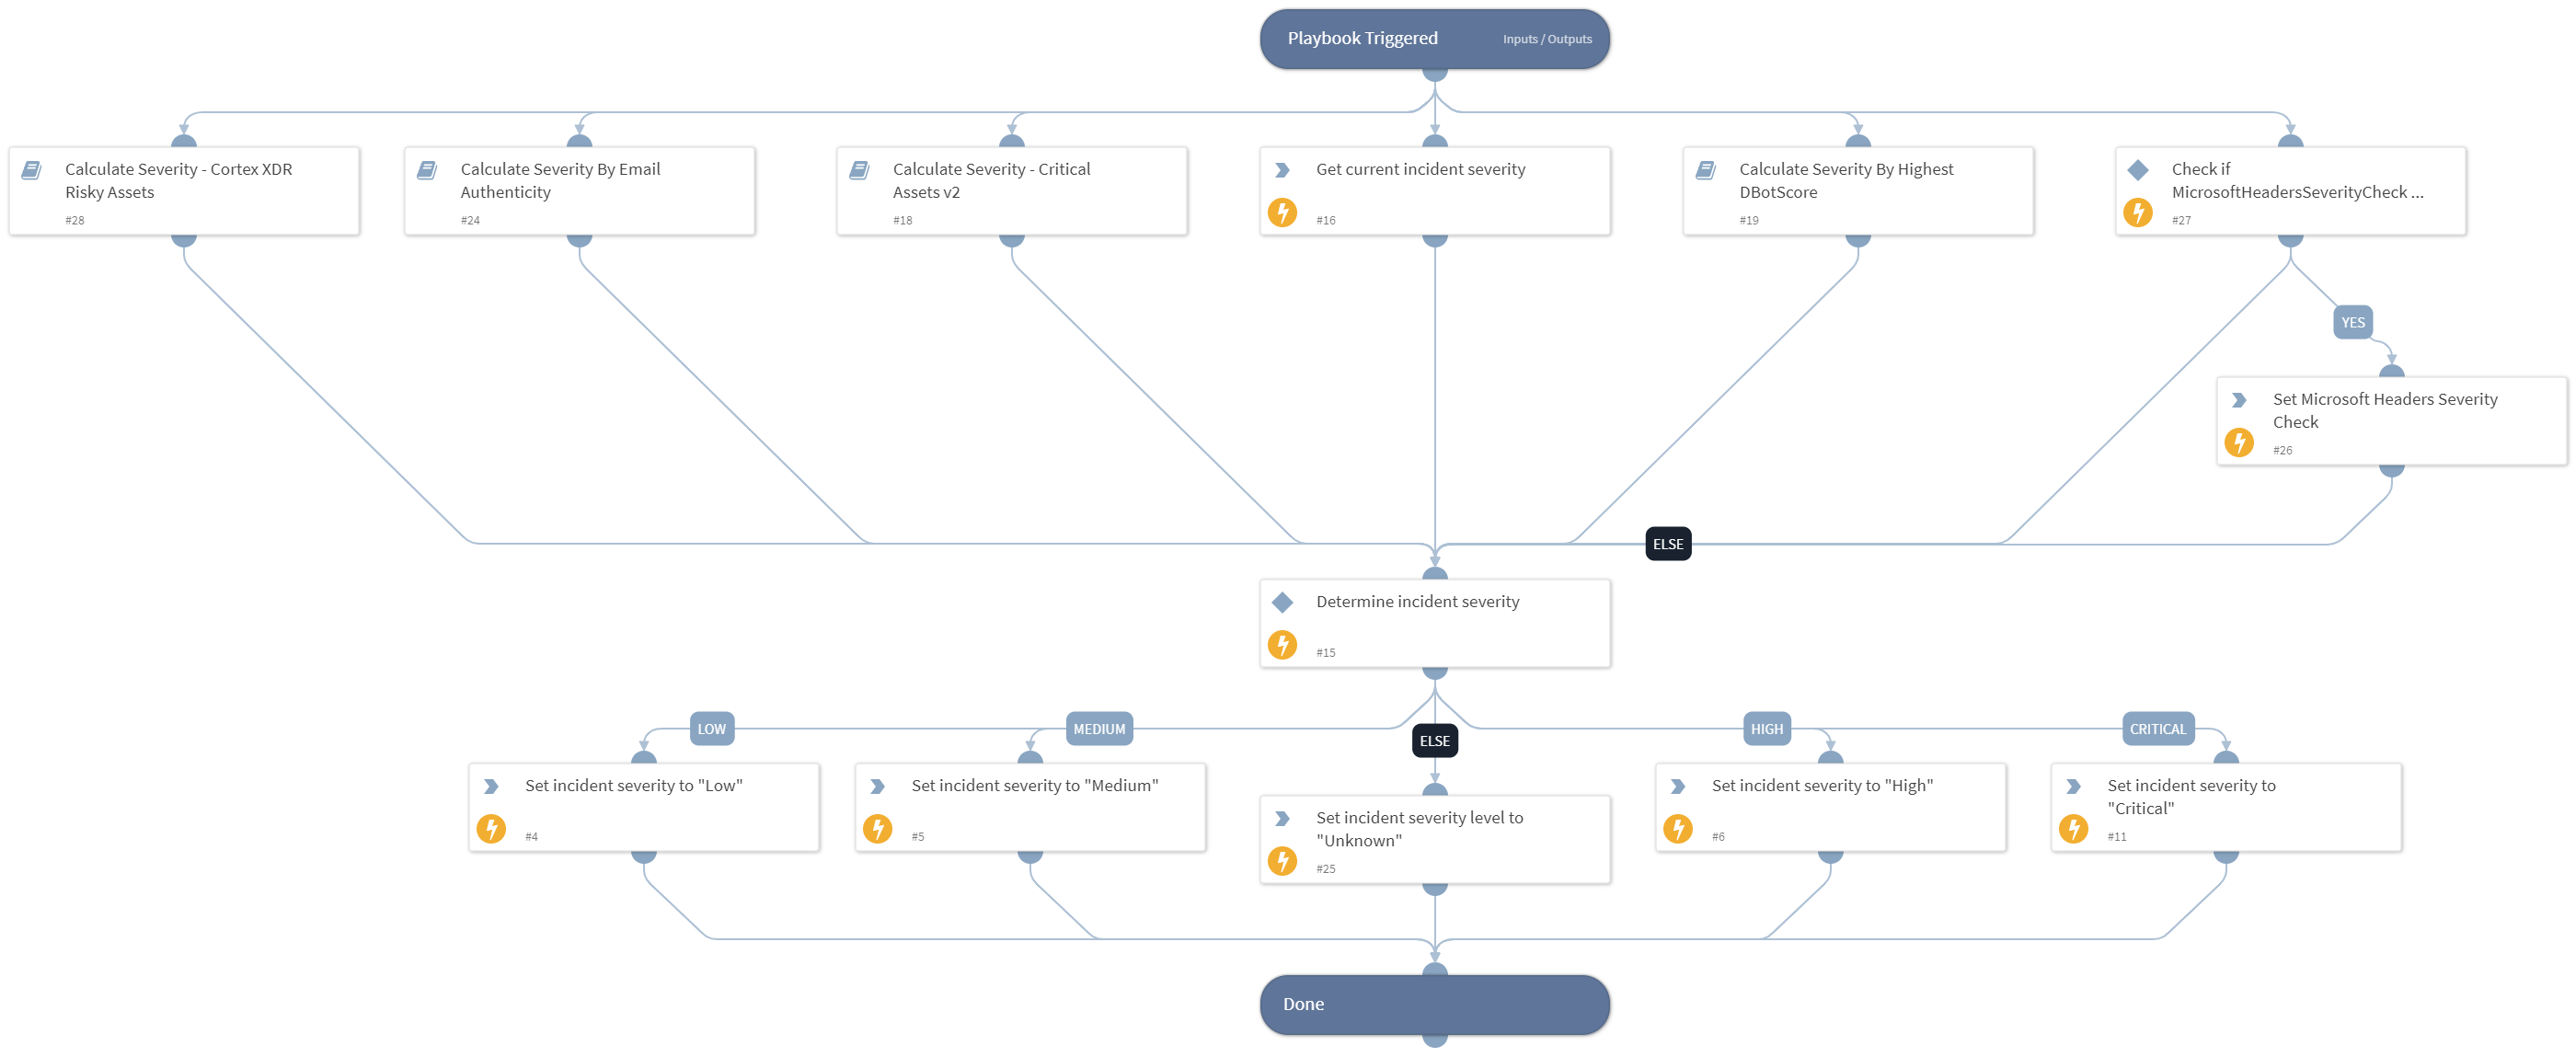 Playbook Triggered
Inputs / Outputs
Calculate Severity - Cortex XDR
Risky Assets
#28
Calculate Severity By Email
Authenticity
#24
Calculate Severity - Critical
Assets v2
#18
Get current incident severity
#16
Calculate Severity By Highest
DBotScore
#19
Check if
MicrosoftHeadersSeverityCheck ...
#27
YES
Set Microsoft Headers Severity
Check
#26
ELSE
Determine incident severity
#15
LOW
MEDIUM
ELSE
HIGH
CRITICAL
Set incident severity to "Low"
#4
Set incident severity to "Medium"
#5
Set incident severity level to
"Unknown"
#25
Set incident severity to "High"
#6
Set incident severity to
"Critical"
#11
Done